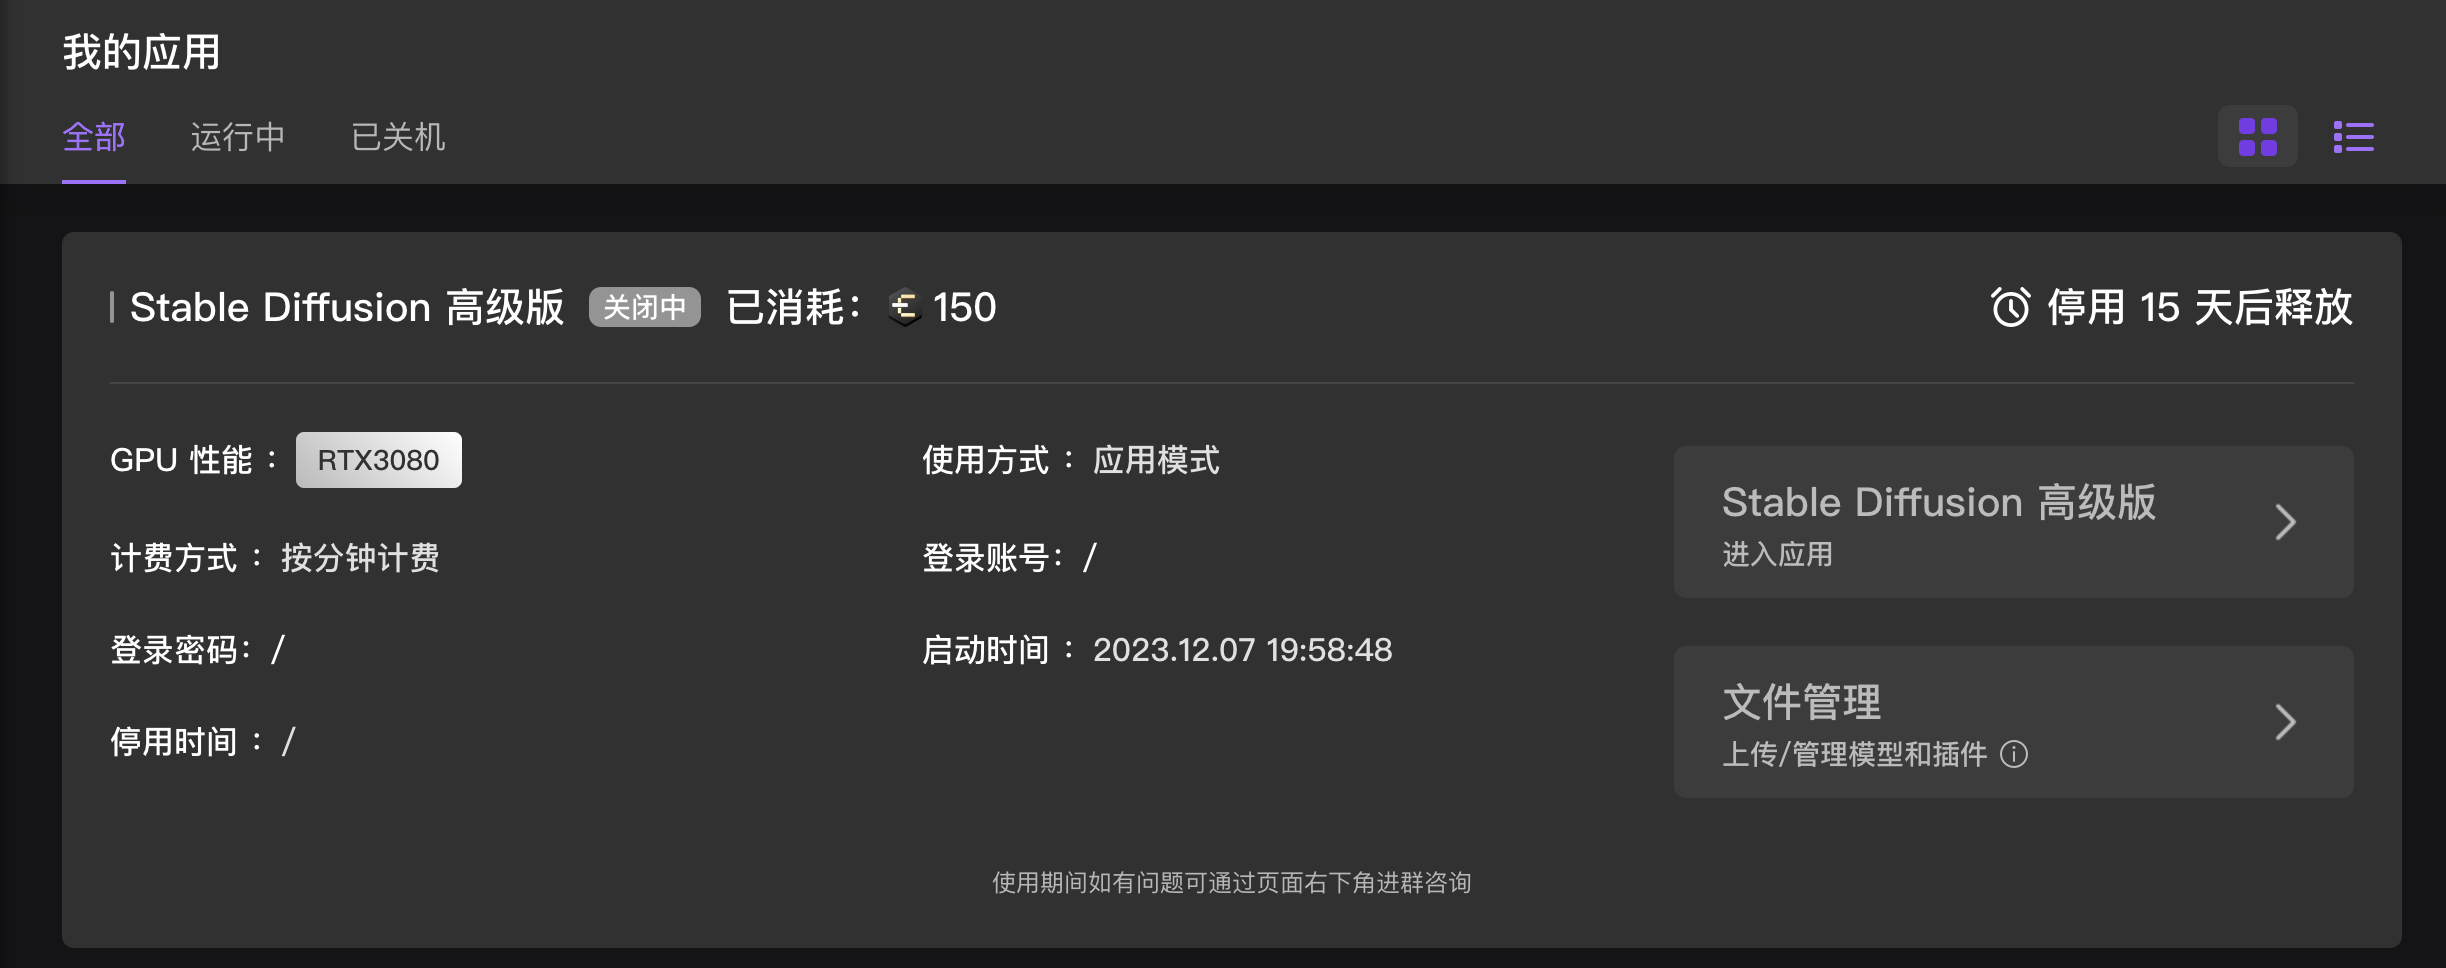 我的应用
全部 运行中 已关机
Stable Diffusion 高级版 关闭中 已消耗： 150 停用 15 天后释放
GPU 性能 ： RTX3080 使用方式 ： 应用模式
Stable Diffusion 高级版
进入应用
计费方式 ： 按分钟计费 登录账号： /
登录密码： / 启动时间 ： 2023.12.07 19:58:48
文件管理
上传/管理模型和插件
停用时间 ： /
使用期间如有问题可通过页面右下角进群咨询